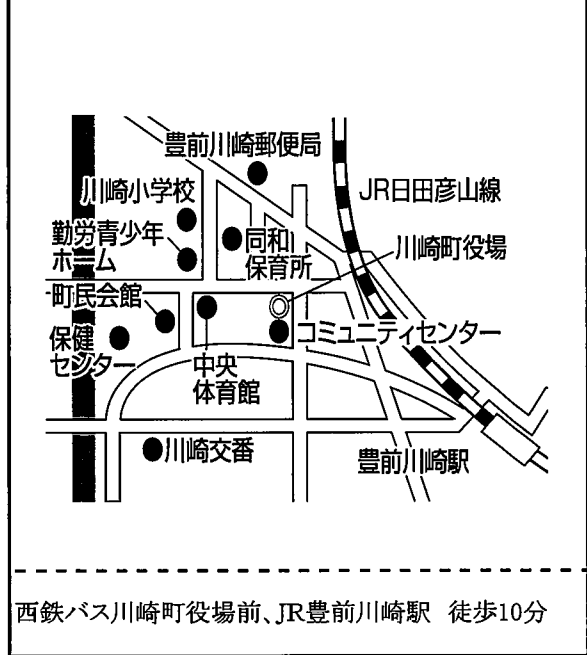 豊前川崎郵便局
川崎小学校
JR日田彦山線
勤労青少年
ホーム
同和
保育所
川崎町役場
町民会館
コミュニティセンター
保健
センター
中央
体育館
川崎交番
豊前川崎駅
西鉄バス川崎町役場前、JR豊前川崎駅 徒歩10分